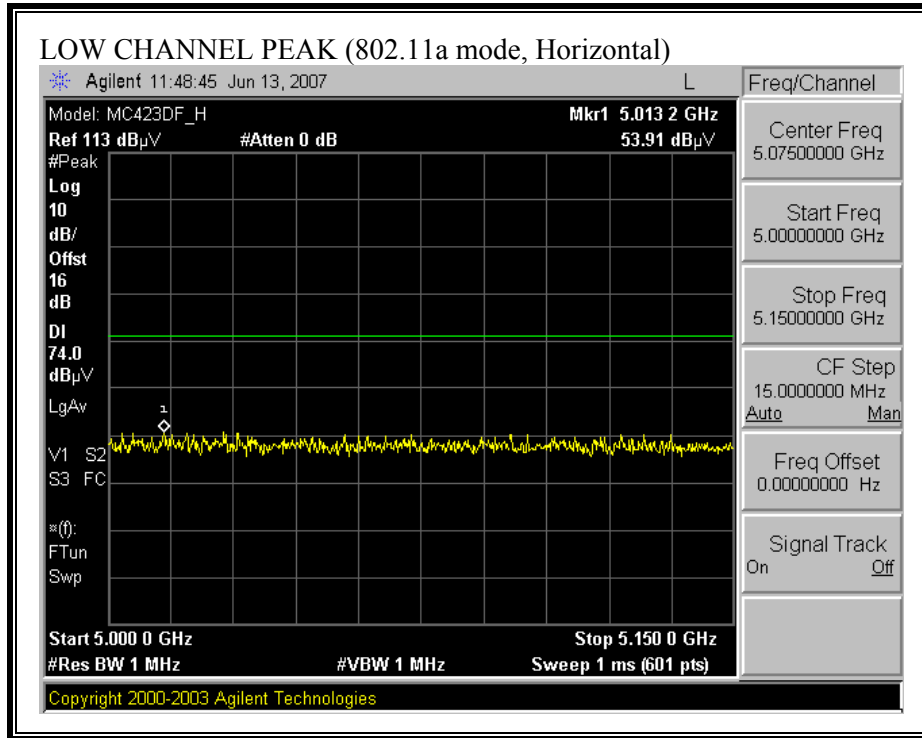 LOW CHANNEL PEAK (802.11a mode, Horizontal)
Agilent 11:48:45 Jun 13, 2007 L
Freq/Channel
Model: MC423DF_H Mkr1 5.013 2 GHz
Ref 113 dBµV #Atten 0 dB 53.91 dBµV
#Peak
Log
10
dB/
Offst
16
dB
DI
74.0
dBµV
LgAv
1
V1 S2
S3 FC
¤(f):
FTun
Swp
Start 5.000 0 GHz Stop 5.150 0 GHz
#Res BW 1 MHz #VBW 1 MHz Sweep 1 ms (601 pts)
Copyright 2000-2003 Agilent Technologies
Center Freq
5.07500000 GHz
Start Freq
5.00000000 GHz
Stop Freq
5.15000000 GHz
CF Step
15.0000000 MHz
Auto Man
Freq Offset
0.00000000 Hz
Signal Track
On Off